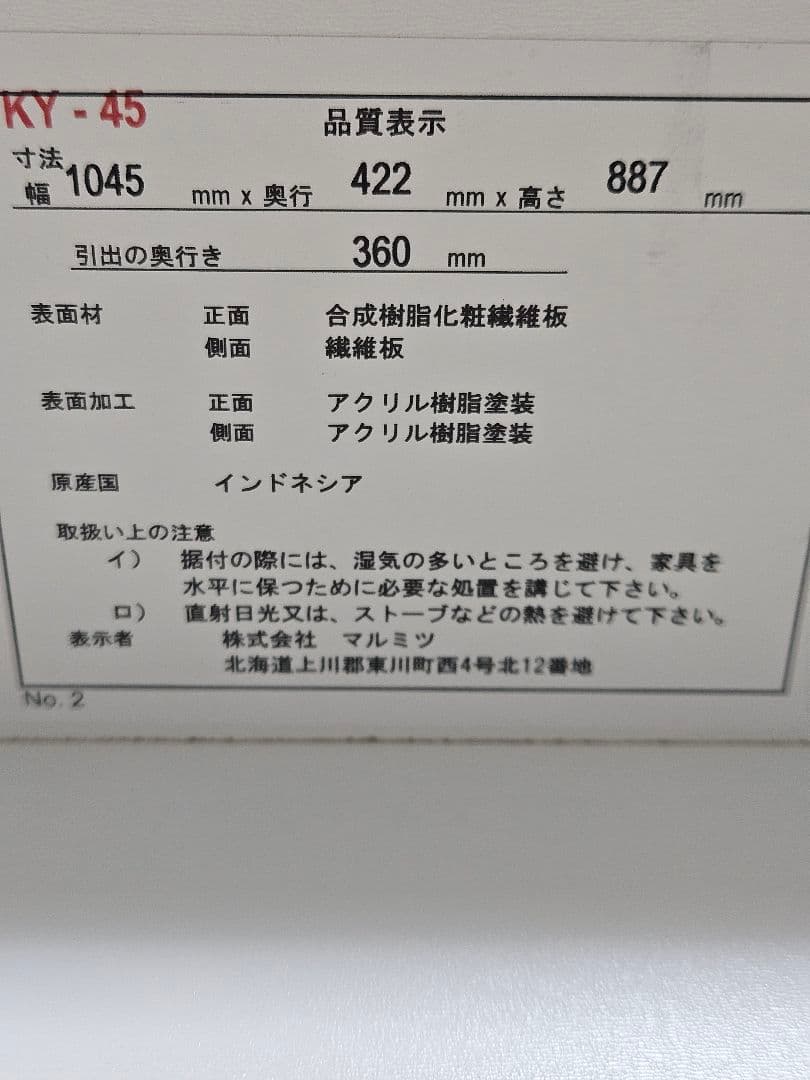 KY - 45
品質表示
寸法
幅 1045 mm x 奥行 422 mm x 高さ 887 mm
引出の奥行き 360 mm
表面材 正面 合成樹脂化粧繊維板
側面 繊維板
表面加工 正面 アクリル樹脂塗装
側面 アクリル樹脂塗装
原産国 インドネシア
取扱い上の注意
イ） 据付の際には、湿気の多いところを避け、家具を
水平に保つために必要な処置を講じて下さい。
ロ） 直射日光又は、ストーブなどの熱を避けて下さい。
表示者 株式会社 マルミツ
北海道上川郡東川町西4号北12番地
No. 2